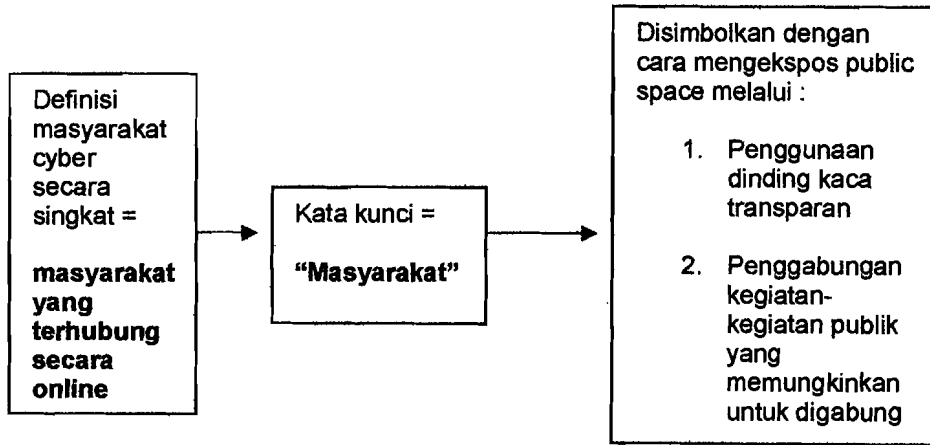 Definisi
masyarakat
cyber
secara
singkat =
masyarakat
yang
terhubung
secara
online
Kata kunci =
“Masyarakat”
Disimbolkan dengan
cara mengekspos public
space melalui :
1. Penggunaan
dinding kaca
transparan
2. Penggabungan
kegiatan-
kegiatan publik
yang
memungkinkan
untuk digabung